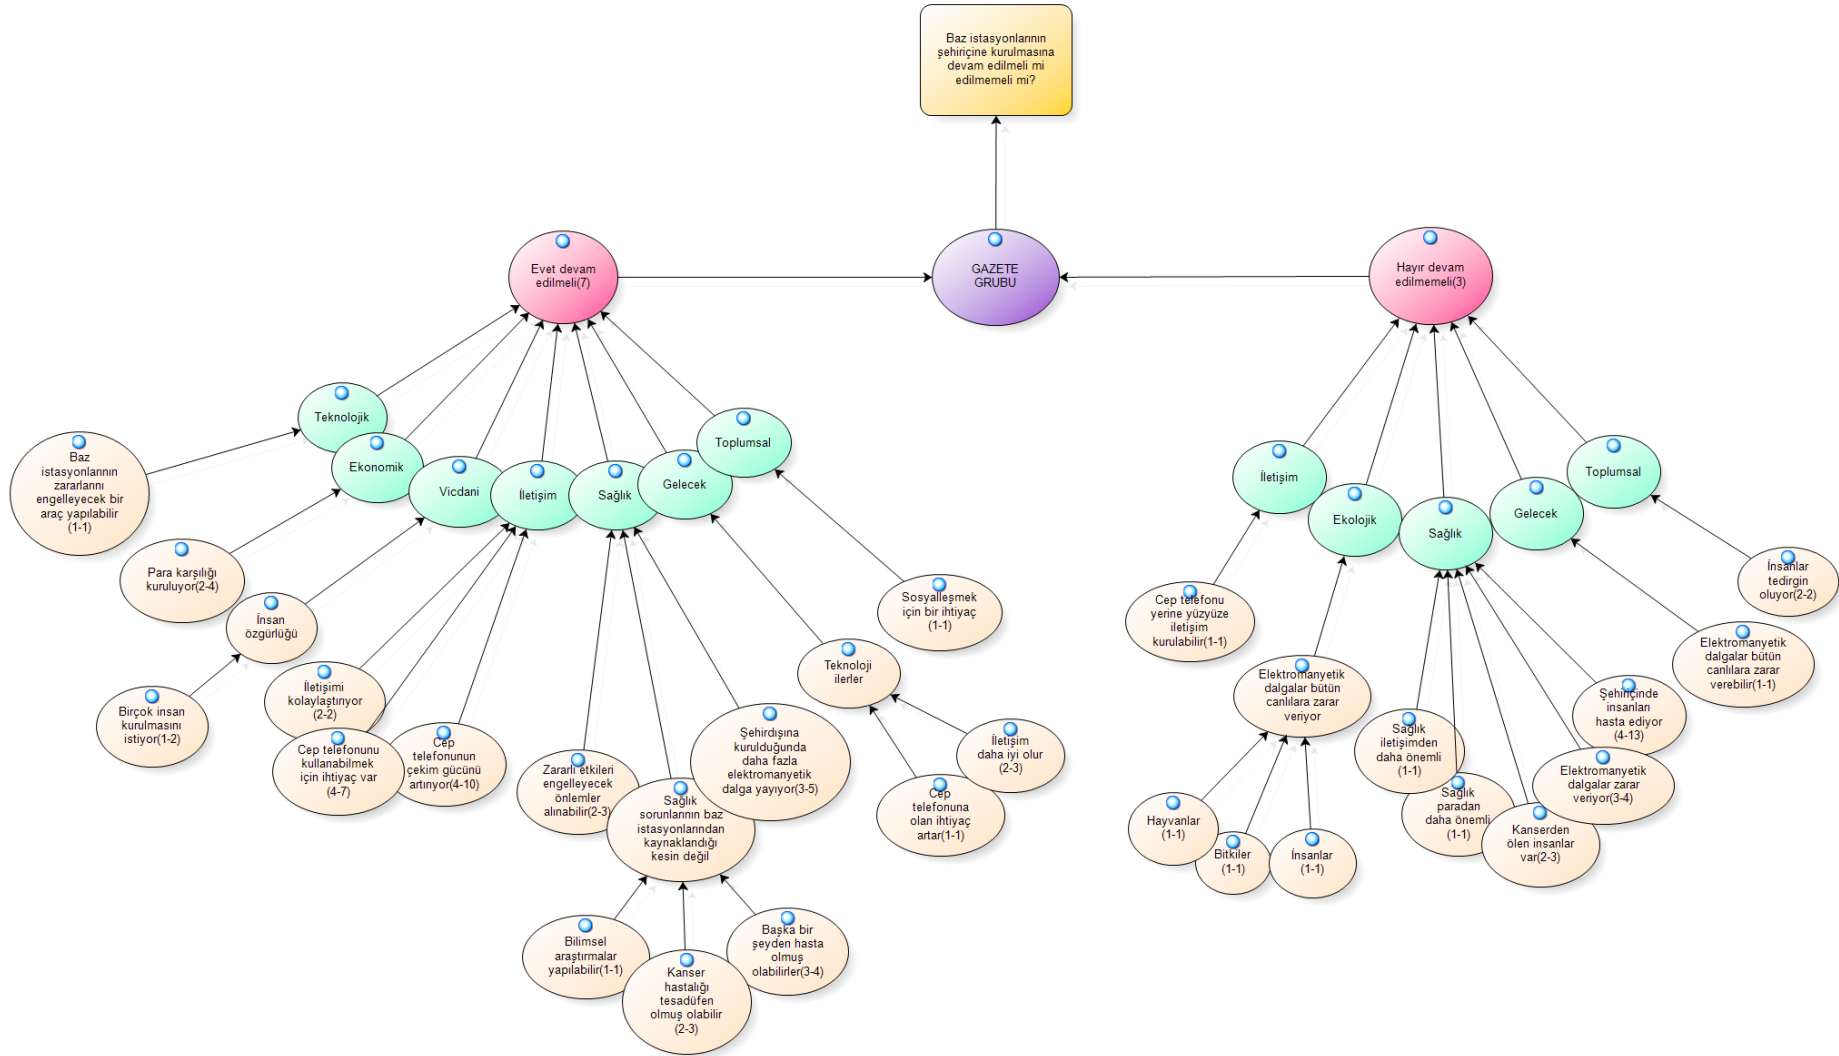 Baz istasyonlarının
şehiriçine kurulmasına
devam edilmeli mi
edilmemeli mi?
GAZETE
GRUBU
Evet devam
edilmeli(7)
Hayır devam
edilmemeli(3)
Teknolojik
Ekonomik
Vicdani
İletişim
Sağlık
Gelecek
Toplumsal
Baz
istasyonlarının
zararlarını
engelleyecek bir
araç yapılabilir
(1-1)
Para karşılığı
kuruluyor(2-4)
İnsan
özgürlüğü
Birçok insan
kurulmasını
istiyor(1-2)
İletişimi
kolaylaştırıyor
(2-2)
Cep telefonunu
kullanabilmek
için ihtiyaç var
(4-7)
Cep
telefonunun
çekim gücünü
artırıyor(4-10)
Zararlı etkileri
engelleyecek
önlemler
alınabilir(2-3)
Sağlık
sorunlarının baz
istasyonlarından
kaynaklandığı
kesin değil
Şehirdışına
kurulduğunda
daha fazla
elektromanyetik
dalga yayıyor(3-5)
Bilimsel
araştırmalar
yapılabilir(1-1)
Kanser
hastalığı
tesadüfen
olmuş olabilir
(2-3)
Başka bir
şeyden hasta
olmuş
olabilirler(3-4)
Teknoloji
ilerler
Cep
telefonuna
olan ihtiyaç
artar(1-1)
İletişim
daha iyi olur
(2-3)
Sosyalleşmek
için bir ihtiyaç
(1-1)
İletişim
Ekolojik
Sağlık
Gelecek
Toplumsal
Cep telefonu
yerine yüzyüze
iletişim
kurulabilir(1-1)
Elektromanyetik
dalgalar bütün
canlılara zarar
veriyor
Hayvanlar
(1-1)
Bitkiler
(1-1)
İnsanlar
(1-1)
Sağlık
iletişimden
daha önemli
(1-1)
Sağlık
paradan
daha önemli
(1-1)
Kanserden
ölen insanlar
var(2-3)
Elektromanyetik
dalgalar zarar
veriyor(3-4)
Şehiriçinde
insanları
hasta ediyor
(4-13)
Elektromanyetik
dalgalar bütün
canlılara zarar
verebilir(1-1)
İnsanlar
tedirgin
oluyor(2-2)